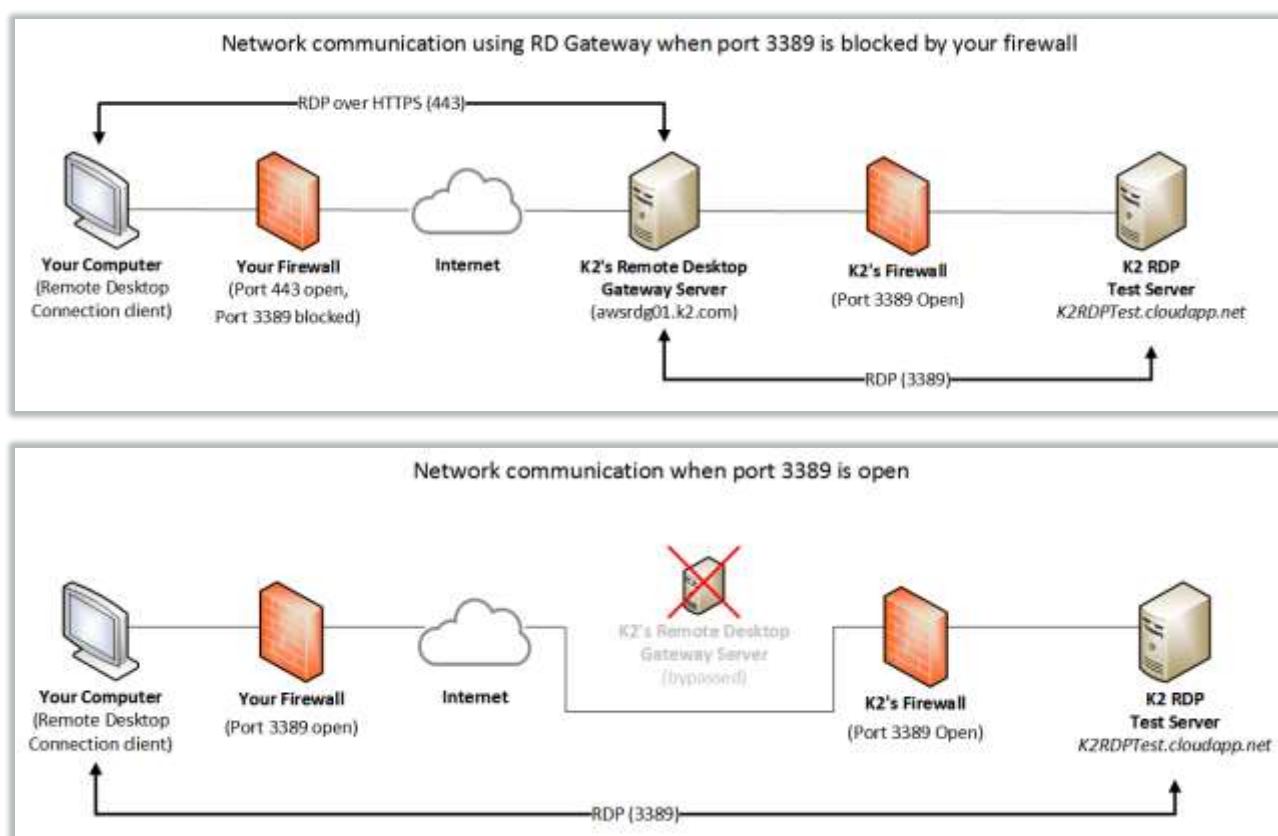 Network communication using RD Gateway when port 3389 is blocked by your firewall
RDP over HTTPS (443)
Your Computer
(Remote Desktop
Connection client)
Your Firewall
(Port 443 open,
Port 3389 blocked)
Internet
K2's Remote Desktop
Gateway Server
(awsrdg01.k2.com)
K2's Firewall
(Port 3389 Open)
K2 RDP
Test Server
K2RDPTest.cloudapp.net
RDP (3389)
Network communication when port 3389 is open
K2's Remote Desktop
Gateway Server
(bypassed)
Your Computer
(Remote Desktop
Connection client)
Your Firewall
(Port 3389 open)
Internet
K2's Firewall
(Port 3389 Open)
K2 RDP
Test Server
K2RDPTest.cloudapp.net
RDP (3389)